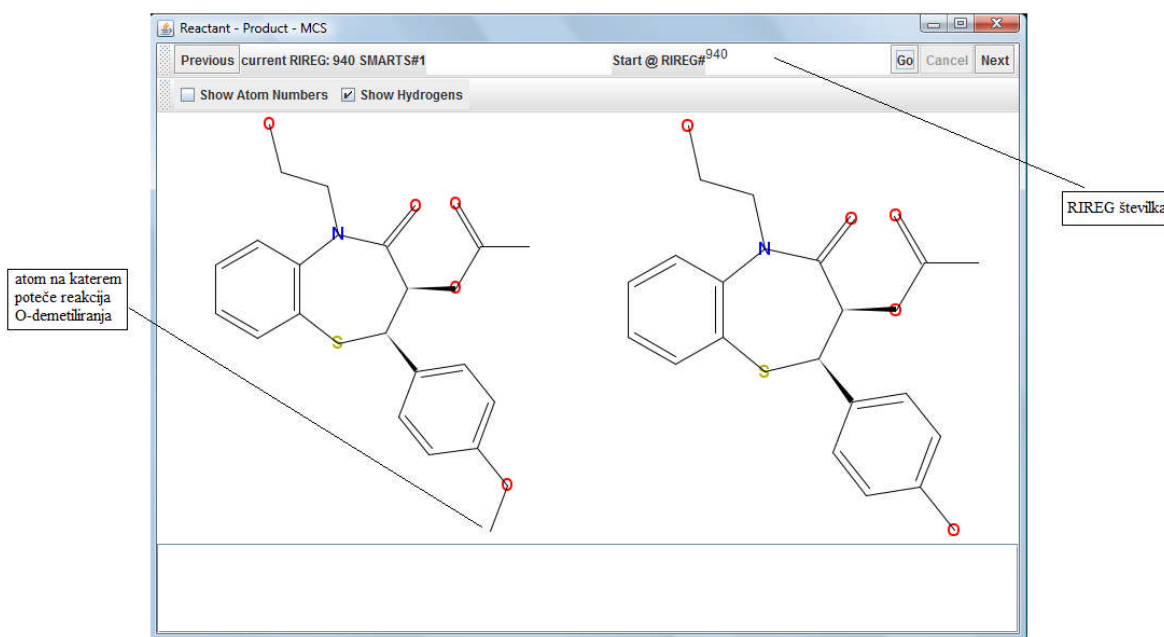 Reactant - Product - MCS
Previous current RIREG: 940 SMARTS#1 Start @ RIREG# 940 Go Cancel Next
Show Atom Numbers Show Hydrogens
O O
O O O O
N N
RIREG številka
O O
S S
atom na katerem
poteče reakcija
O-demetiliranja
O
O